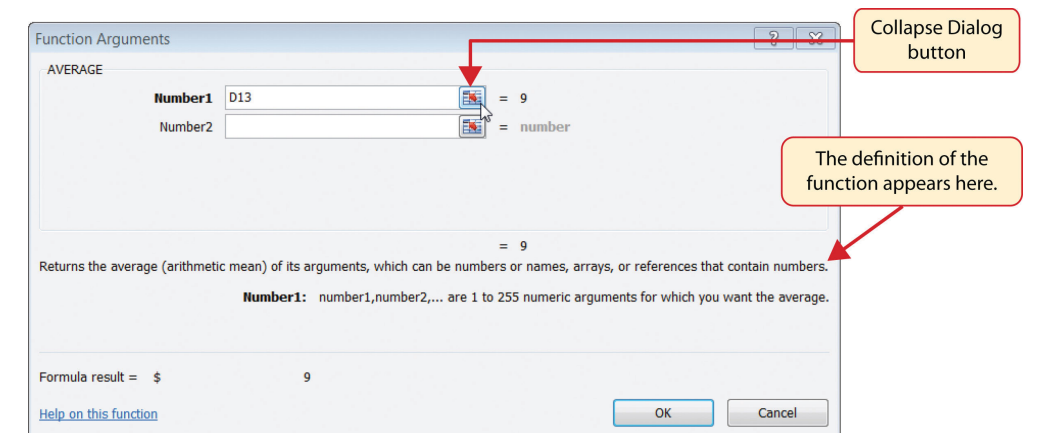 Function Arguments
Collapse Dialog
button
AVERAGE
Number1 D13 = 9
Number2 = number
The definition of the
function appears here.
= 9
Returns the average (arithmetic mean) of its arguments, which can be numbers or names, arrays, or references that contain numbers.
Number1: number1,number2,... are 1 to 255 numeric arguments for which you want the average.
Formula result = $ 9
Help on this function OK Cancel